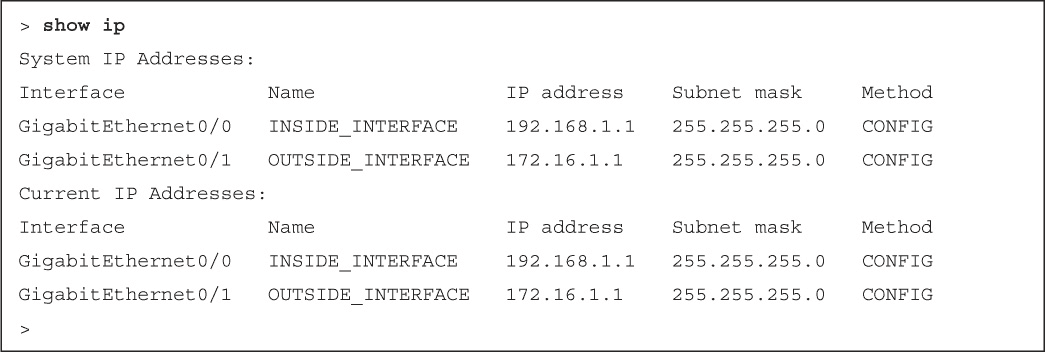 > show ip
System IP Addresses:
Interface Name IP address Subnet mask Method
GigabitEthernet0/0 INSIDE_INTERFACE 192.168.1.1 255.255.255.0 CONFIG
GigabitEthernet0/1 OUTSIDE_INTERFACE 172.16.1.1 255.255.255.0 CONFIG
Current IP Addresses:
Interface Name IP address Subnet mask Method
GigabitEthernet0/0 INSIDE_INTERFACE 192.168.1.1 255.255.255.0 CONFIG
GigabitEthernet0/1 OUTSIDE_INTERFACE 172.16.1.1 255.255.255.0 CONFIG
>